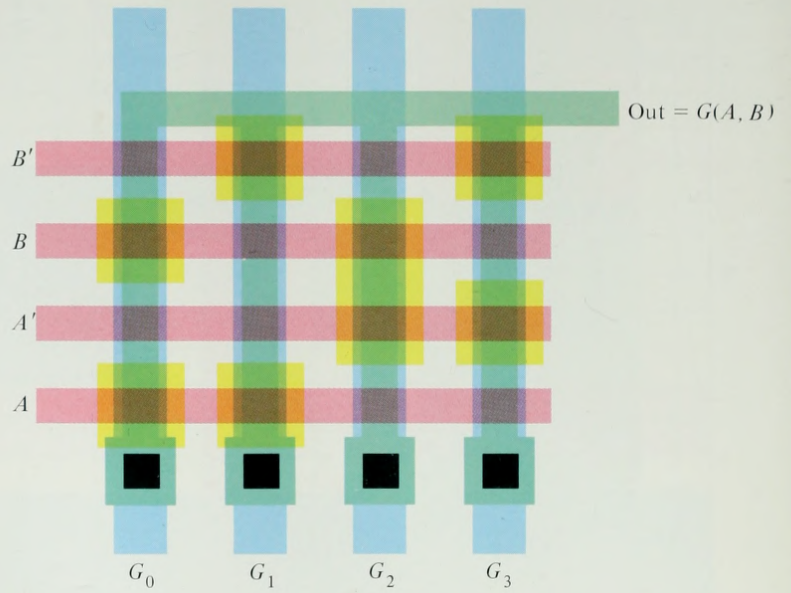 Out = G(A, B)
B'
B
A'
A
G₀ G₁ G₂ G₃